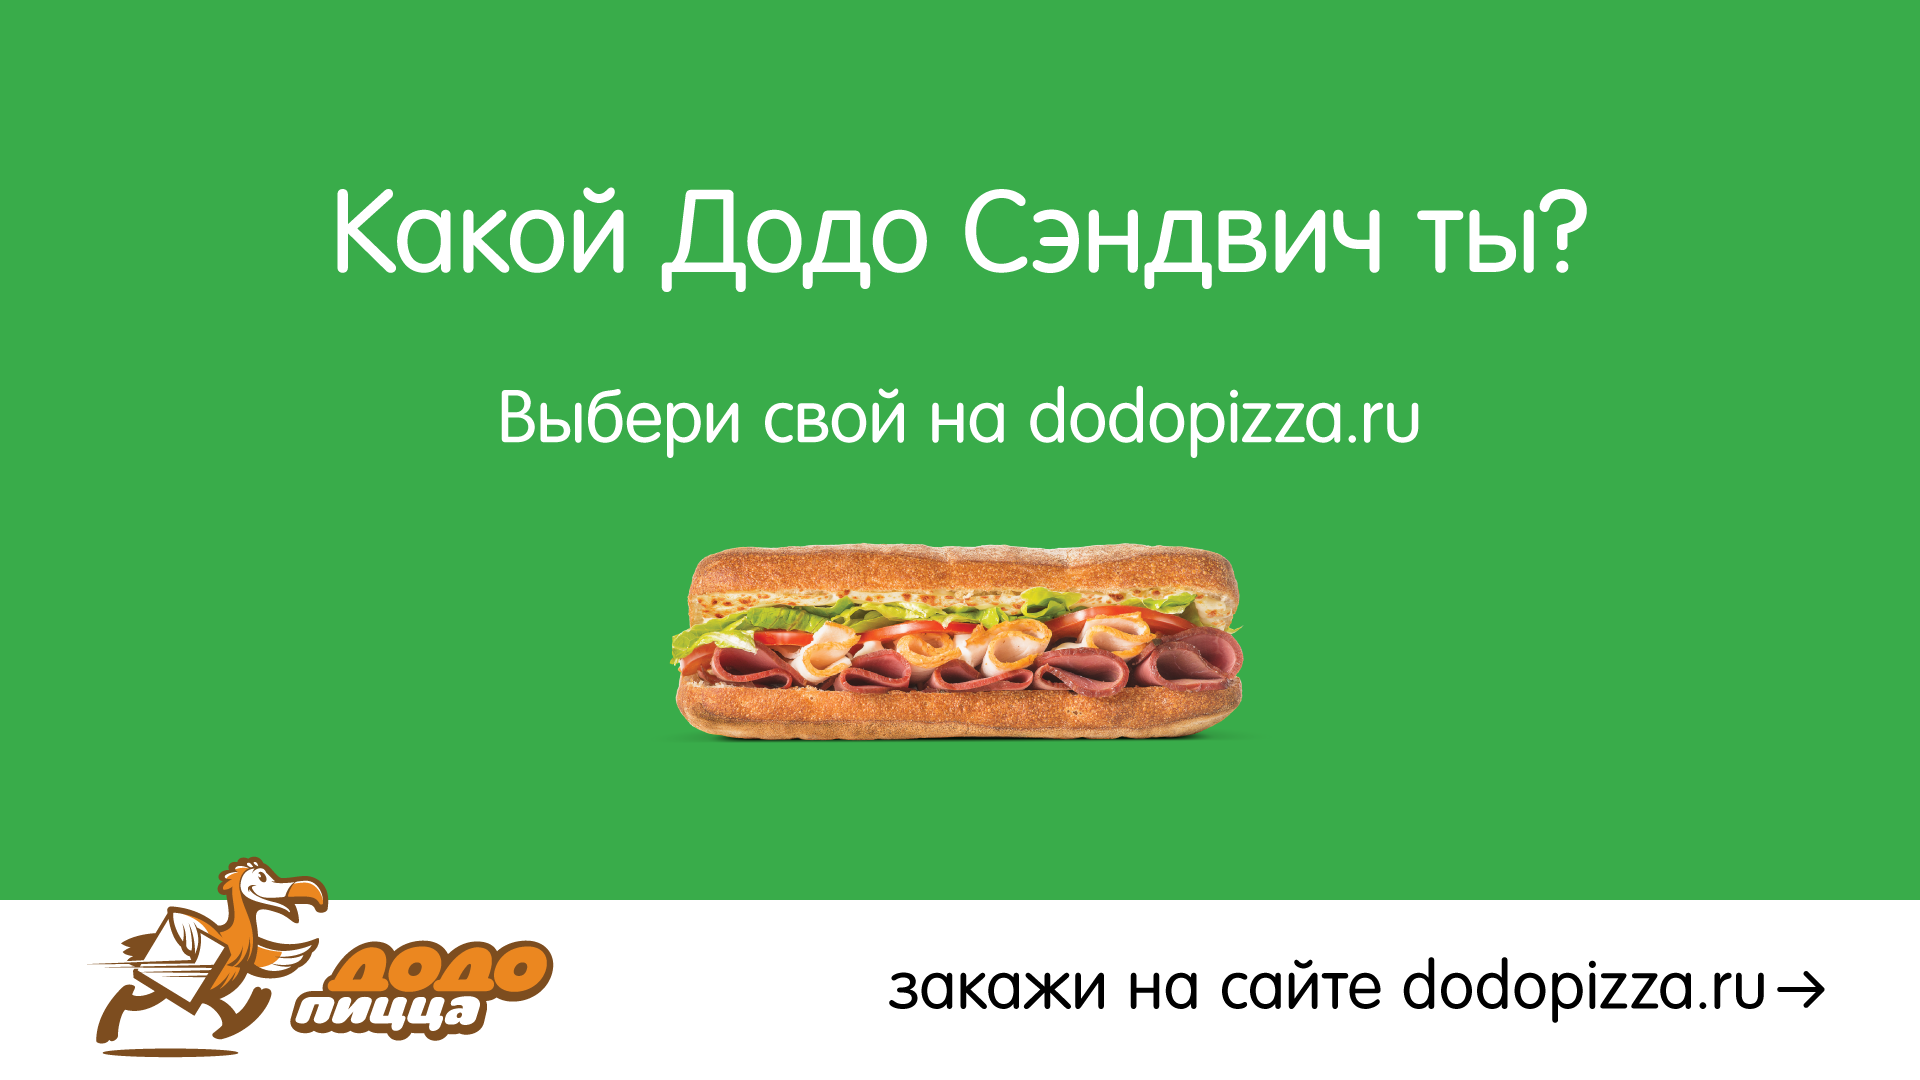 Какой Додо Сэндвич ты?
Выбери свой на dodopizza.ru
додо
пицца
закажи на сайте dodopizza.ru→